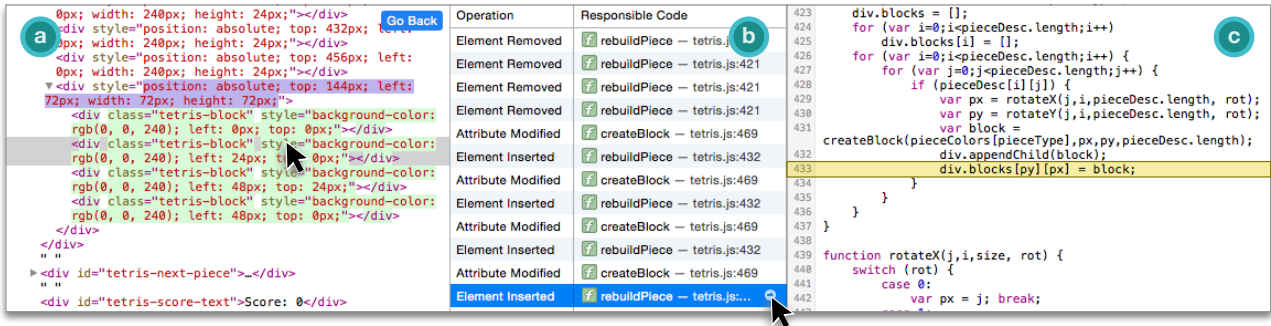 0px; width: 240px; height: 24px;"></div>
Go Back
a
<div style="position: absolute; top: 432px; left:
0px; width: 240px; height: 24px;"></div>
<div style="position: absolute; top: 456px; left:
0px; width: 240px; height: 24px;"></div>
▼<div style="position: absolute; top: 144px; left:
72px; width: 72px; height: 72px;">
<div class="tetris-block" style="background-color:
rgb(0, 0, 240); left: 0px; top: 0px;"></div>
<div class="tetris-block" style="background-color:
rgb(0, 0, 240); left: 24px; top: 0px;"></div>
<div class="tetris-block" style="background-color:
rgb(0, 0, 240); left: 48px; top: 24px;"></div>
<div class="tetris-block" style="background-color:
rgb(0, 0, 240); left: 48px; top: 0px;"></div>
</div>
</div>
" "
▶<div id="tetris-next-piece">…</div>
" "
<div id="tetris-score-text">Score: 0</div>
Operation Responsible Code
b
Element Removed f rebuildPiece — tetris.js
Element Removed f rebuildPiece — tetris.js:421
Element Removed f rebuildPiece — tetris.js:421
Element Removed f rebuildPiece — tetris.js:421
Attribute Modified f createBlock — tetris.js:469
Element Inserted f rebuildPiece — tetris.js:432
Attribute Modified f createBlock — tetris.js:469
Element Inserted f rebuildPiece — tetris.js:432
Attribute Modified f createBlock — tetris.js:469
Element Inserted f rebuildPiece — tetris.js:432
Attribute Modified f createBlock — tetris.js:469
Element Inserted f rebuildPiece — tetris.js:...
c
423 div.blocks = [];
424 for (var i=0;i<pieceDesc.length;i++)
425 div.blocks[i] = [];
426 for (var i=0;i<pieceDesc.length;i++) {
427 for (var j=0;j<pieceDesc.length;j++) {
428 if (pieceDesc[i][j]) {
429 var px = rotateX(j,i,pieceDesc.length, rot);
430 var py = rotateY(j,i,pieceDesc.length, rot);
431 var block =
createBlock(pieceColors[pieceType],px,py,pieceDesc.length);
432 div.appendChild(block);
433 div.blocks[py][px] = block;
434 }
435 }
436 }
437 }
438
439 function rotateX(j,i,size, rot) {
440 switch (rot) {
441 case 0:
442 var px = j; break;